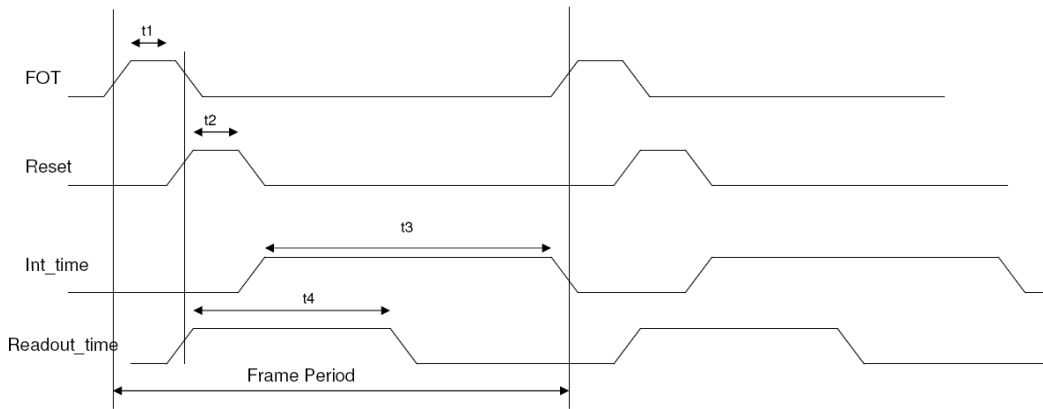 t1
FOT
t2
Reset
t3
Int_time
t4
Readout_time
Frame Period